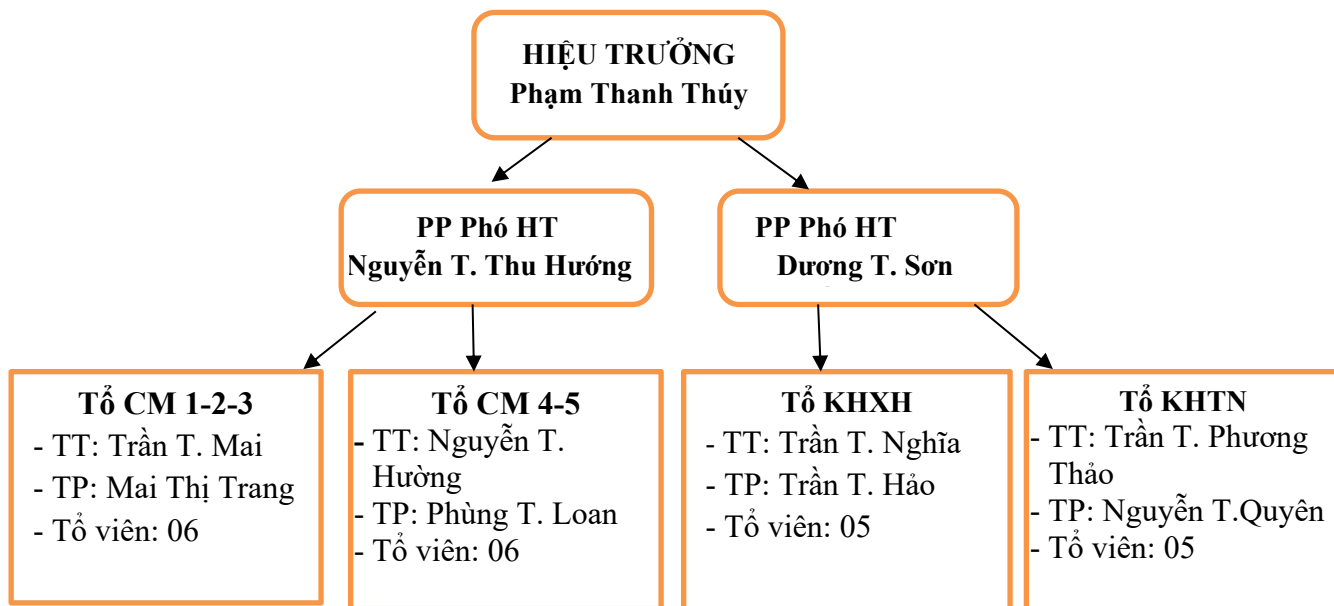 HIỆU TRƯỞNG
Phạm Thanh Thúy
PP Phó HT
Nguyễn T. Thu Hướng
PP Phó HT
Dương T. Sơn
Tổ CM 1-2-3
- TT: Trần T. Mai
- TP: Mai Thị Trang
- Tổ viên: 06
Tổ CM 4-5
- TT: Nguyễn T.
Hường
- TP: Phùng T. Loan
- Tổ viên: 06
Tổ KHXH
- TT: Trần T. Nghĩa
- TP: Trần T. Hảo
- Tổ viên: 05
Tổ KHTN
- TT: Trần T. Phương
Thảo
- TP: Nguyễn T.Quyên
- Tổ viên: 05